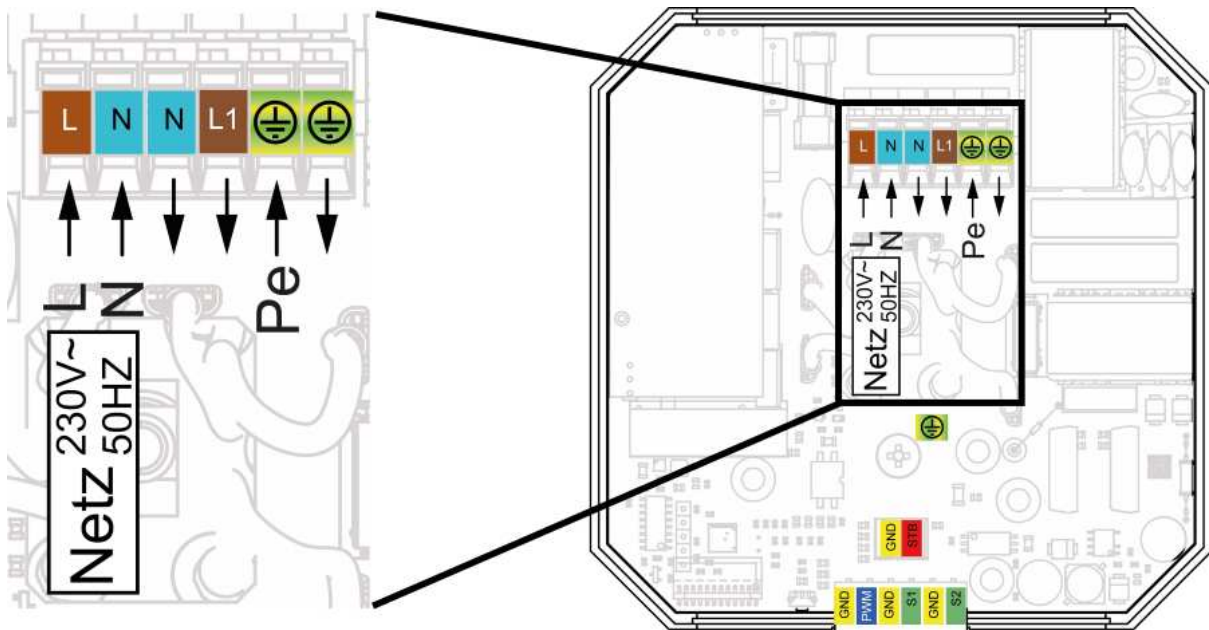 L N N L1
L
N
Pe
Netz 230V~
50HZ
L N N L1
L
N
Pe
Netz 230V~
50HZ
GND STB
GND PWM GND S1 GND S2